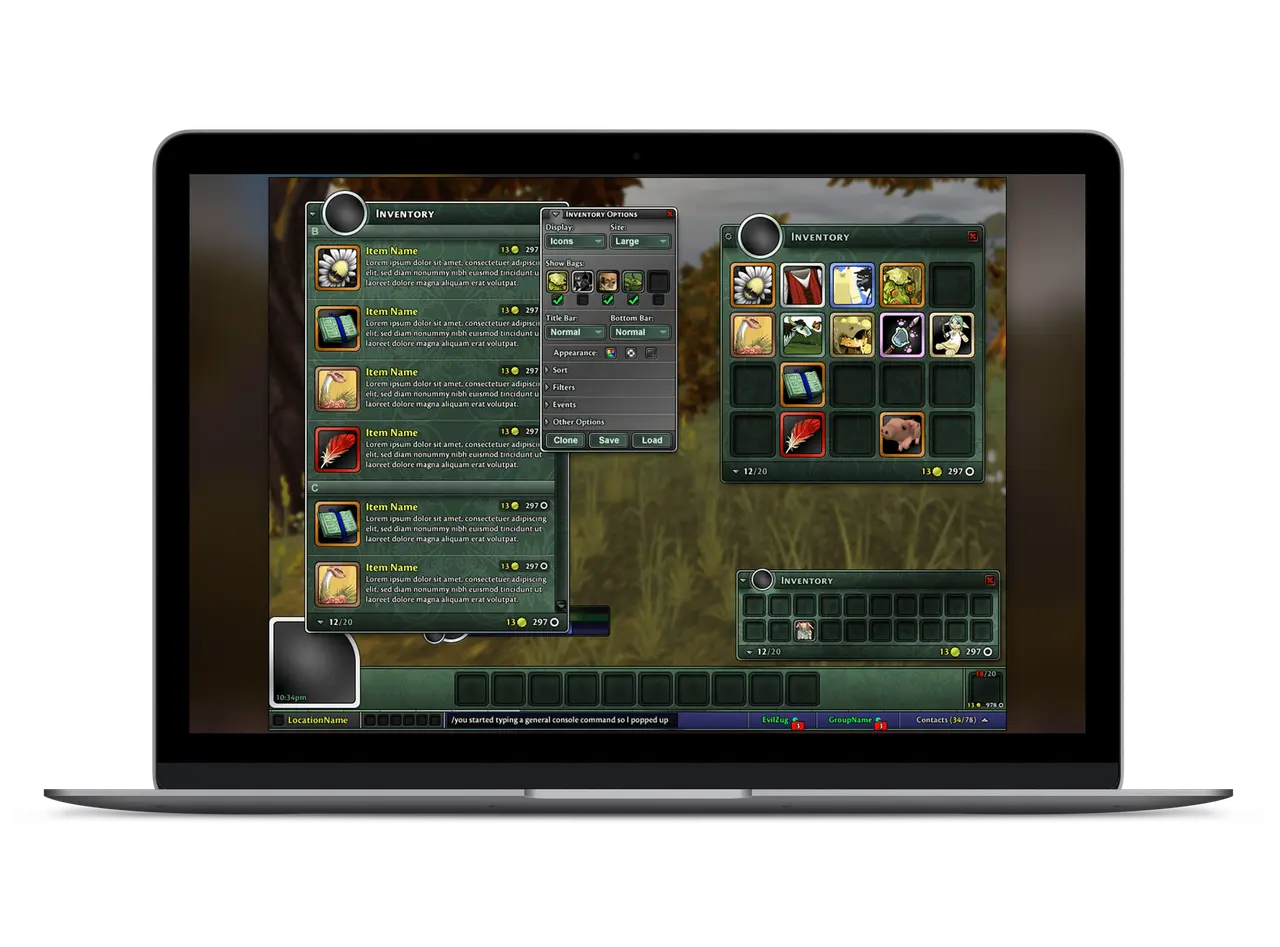 INVENTORY
B
Item Name
13 297
Lorem ipsum dolor sit amet, consectetuer adipiscin
elit, sed diam nonummy nibh euismod tincidunt ut
laoreet dolore magna aliquam erat volutpat.
Item Name
13 297
Lorem ipsum dolor sit amet, consectetuer adipiscin
elit, sed diam nonummy nibh euismod tincidunt ut
laoreet dolore magna aliquam erat volutpat.
Item Name
13 297
Lorem ipsum dolor sit amet, consectetuer adipiscin
elit, sed diam nonummy nibh euismod tincidunt ut
laoreet dolore magna aliquam erat volutpat.
Item Name
13 297
Lorem ipsum dolor sit amet, consectetuer adipiscin
elit, sed diam nonummy nibh euismod tincidunt ut
laoreet dolore magna aliquam erat volutpat.
C
Item Name
13 297
Lorem ipsum dolor sit amet, consectetuer adipiscing
elit, sed diam nonummy nibh euismod tincidunt ut
laoreet dolore magna aliquam erat volutpat.
Item Name
13 297
Lorem ipsum dolor sit amet, consectetuer adipiscing
elit, sed diam nonummy nibh euismod tincidunt ut
laoreet dolore magna aliquam erat volutpat.
12/20
13 297
INVENTORY OPTIONS
Display: Size:
Icons Large
Show Bags:
Title Bar: Bottom Bar:
Normal Normal
Appearance:
Sort
Filters
Events
Other Options
Clone Save Load
INVENTORY
12/20
13 297
INVENTORY
12/20
13 297
10:34pm
18/20
13 978
LocationName
/you started typing a general console command so I popped up
EvilZug 3
GroupName 3
Contacts (34/78)